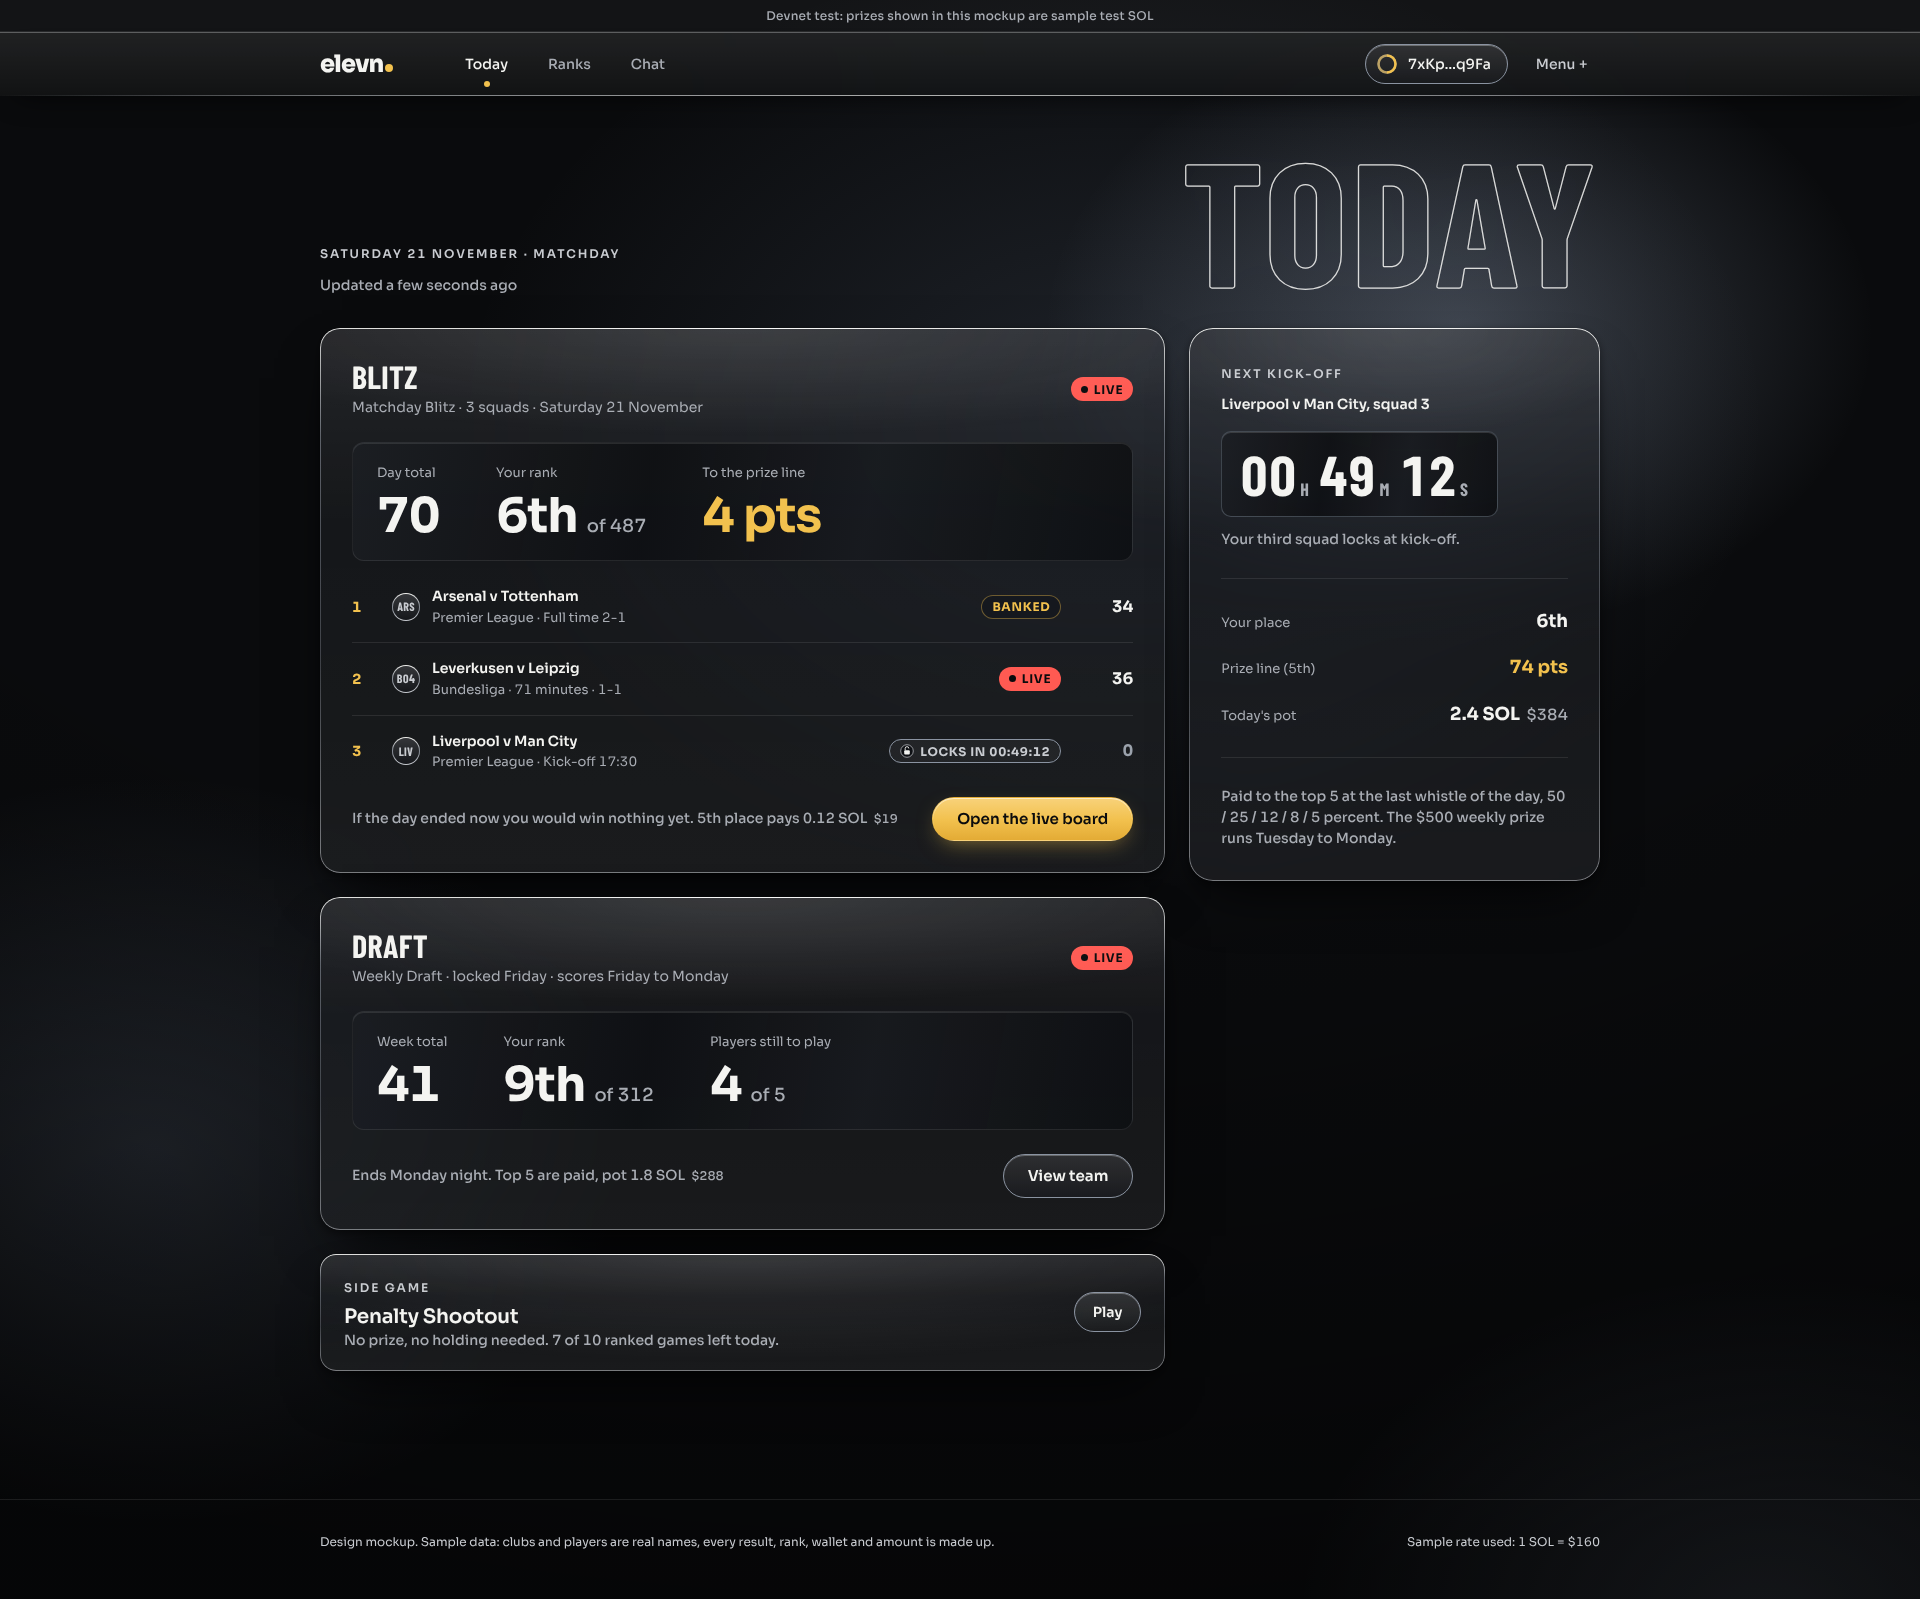 Devnet test: prizes shown in this mockup are sample test SOL
elevn.
Today
Ranks
Chat
7xKp...q9Fa
Menu +
TODAY
SATURDAY 21 NOVEMBER · MATCHDAY
Updated a few seconds ago
BLITZ
Matchday Blitz · 3 squads · Saturday 21 November
LIVE
Day total
70
Your rank
6th of 487
To the prize line
4 pts
1
ARS
Arsenal v Tottenham
Premier League · Full time 2-1
BANKED
34
2
B04
Leverkusen v Leipzig
Bundesliga · 71 minutes · 1-1
LIVE
36
3
LIV
Liverpool v Man City
Premier League · Kick-off 17:30
LOCKS IN 00:49:12
0
If the day ended now you would win nothing yet. 5th place pays 0.12 SOL $19
Open the live board
NEXT KICK-OFF
Liverpool v Man City, squad 3
00 H 49 M 12 S
Your third squad locks at kick-off.
Your place
6th
Prize line (5th)
74 pts
Today's pot
2.4 SOL $384
Paid to the top 5 at the last whistle of the day, 50
/ 25 / 12 / 8 / 5 percent. The $500 weekly prize
runs Tuesday to Monday.
DRAFT
Weekly Draft · locked Friday · scores Friday to Monday
LIVE
Week total
41
Your rank
9th of 312
Players still to play
4 of 5
Ends Monday night. Top 5 are paid, pot 1.8 SOL $288
View team
SIDE GAME
Penalty Shootout
No prize, no holding needed. 7 of 10 ranked games left today.
Play
Design mockup. Sample data: clubs and players are real names, every result, rank, wallet and amount is made up.
Sample rate used: 1 SOL = $160